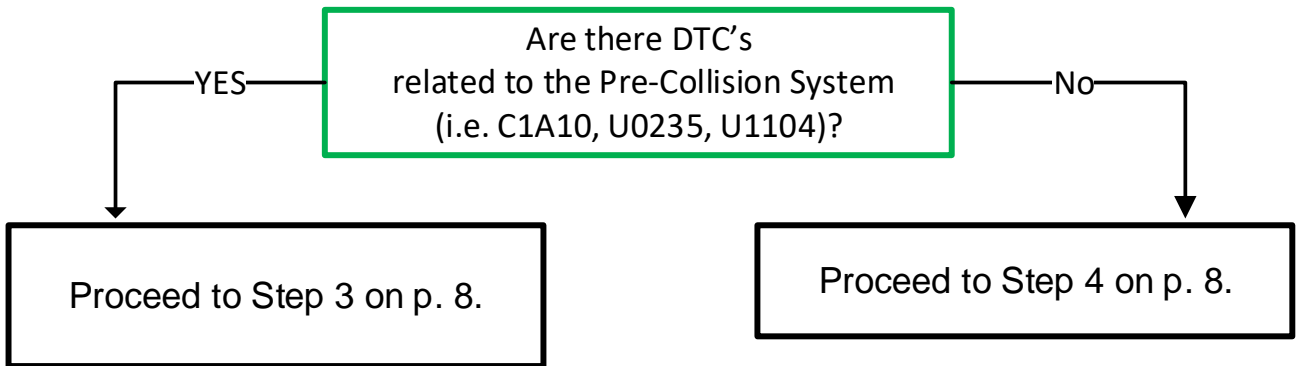 Are there DTC's
related to the Pre-Collision System
(i.e. C1A10, U0235, U1104)?
YES
No
Proceed to Step 3 on p. 8.
Proceed to Step 4 on p. 8.